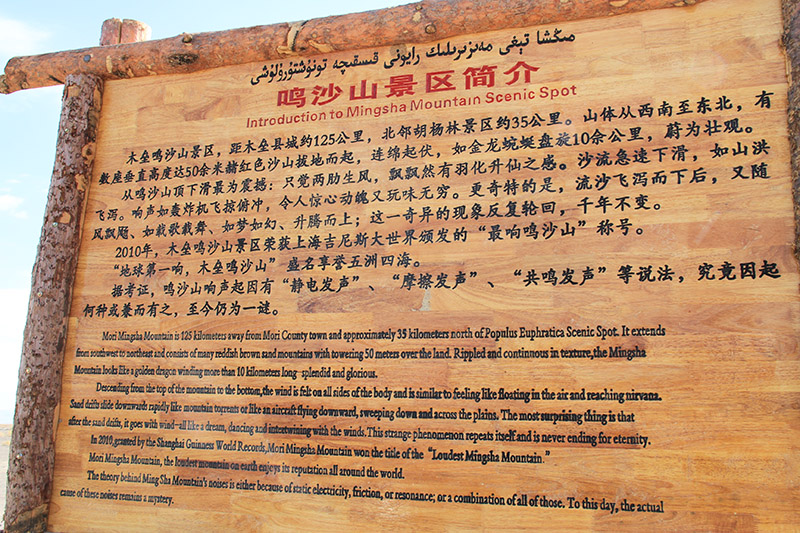 مىڭشا تېغى مەنزىرىلىك رايونى قىسقىچە تونۇشتۇرۇلۇشى
鸣沙山景区简介
Introduction to Mingsha Mountain Scenic Spot
木垒鸣沙山景区，距木垒县城约125公里，北邻胡杨林景区约35公里。山体从西南至东北，有
数座垂直高度达50余米赭红色沙山拔地而起，连绵起伏，如金龙蜿蜒盘旋10余公里，蔚为壮观。
从鸣沙山顶下滑最为震撼：只觉两肋生风，飘飘然有羽化升仙之感。沙流急速下滑，如山洪
飞泻。响声如轰炸机飞掠俯冲，令人惊心动魄又玩味无穷。更奇特的是，流沙飞泻而下后，又随
风飘飏、如载歌载舞、如梦如幻、升腾而上；这一奇异的现象反复轮回，千年不变。
2010年，木垒鸣沙山景区荣获上海吉尼斯大世界颁发的“最响鸣沙山”称号。
“地球第一响，木垒鸣沙山”盛名享誉五洲四海。
据考证，鸣沙山响声起因有“静电发声”、“摩擦发声”、“共鸣发声”等说法，究竟因起
何种或兼而有之，至今仍为一谜。
Mori Mingsha Mountain is 125 kilometers away from Mori County town and approximately 35 kilometers north of Populus Euphratica Scenic Spot. It extends
from southwest to northeast and consists of many reddish brown sand mountains with towering 50 meters over the land. Rippled and continnous in texture,the Mingsha
Mountain looks like a golden dragon winding more than 10 kilometers long- splendid and glorious.
Descending from the top of the mountain to the bottom,the wind is felt on all sides of the body and is similar to feeling like floating in the air and reaching nirvana.
Sand drifts slide downwards rapidly like mountain torrents or like an aircraft flying downward, sweeping down and across the plains. The most surprising thing is that
after the sand drifts, it goes with wind—all like a dream, dancing and intertwining with the winds.This strange phenomenon repeats itself and is never ending for eternity.
In 2010,granted by the Shanghai Guinness World Records,Mori Mingsha Mountain won the title of the “Loudest Mingsha Mountain.”
Mori Mingsha Mountain, the loudest mountain on earth enjoys its reputation all around the world.
The theory behind Ming Sha Mountain's noises is either because of static electricity, friction, or resonance; or a combination of all of those. To this day, the actual
cause of these noises remains a mystery.